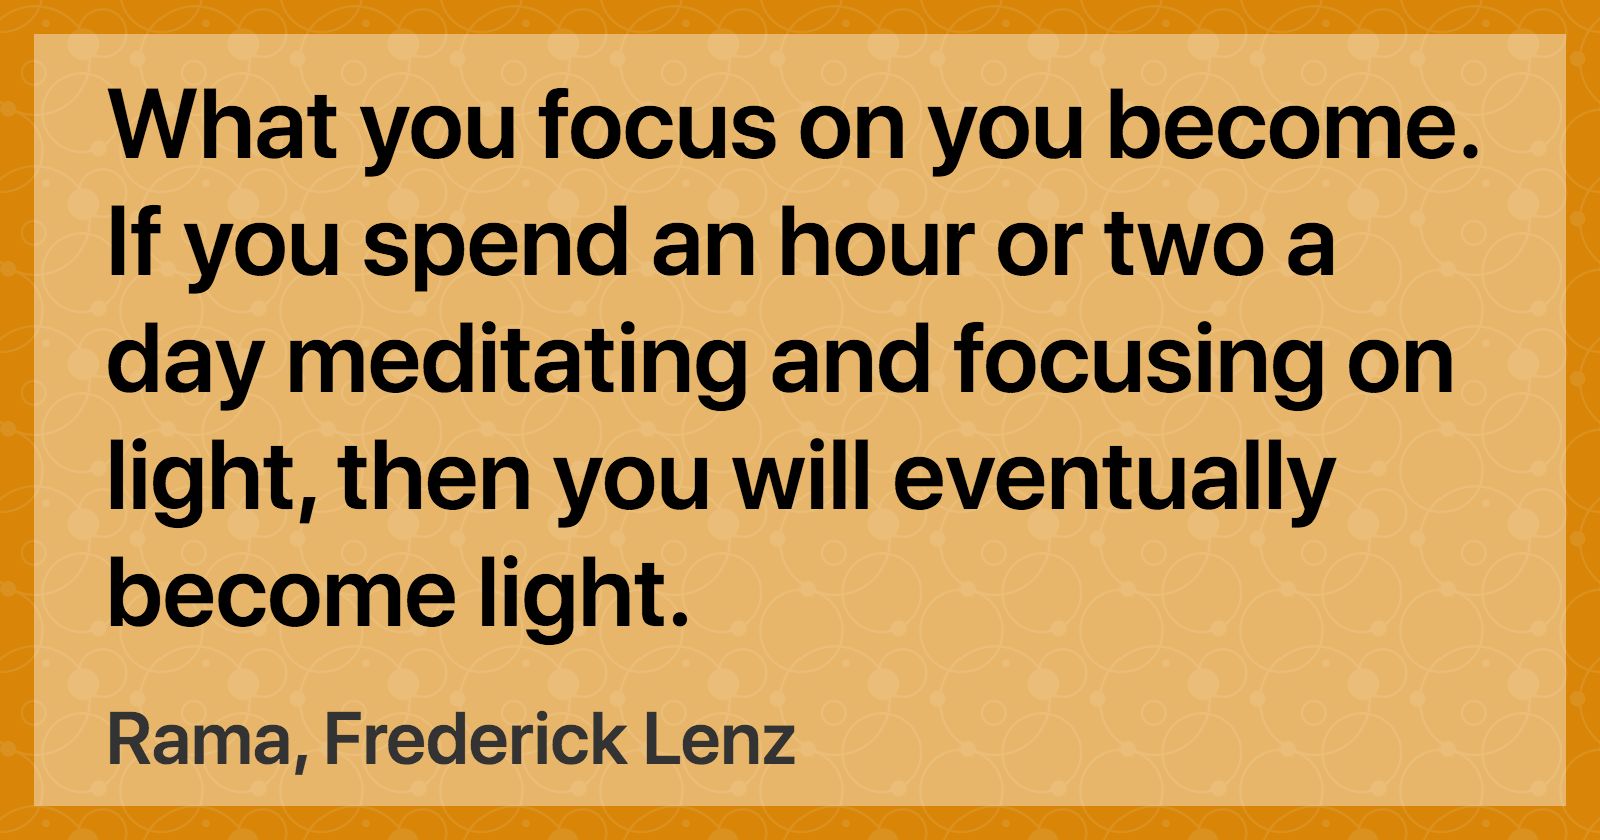 What you focus on you become.
If you spend an hour or two a
day meditating and focusing on
light, then you will eventually
become light.
Rama, Frederick Lenz